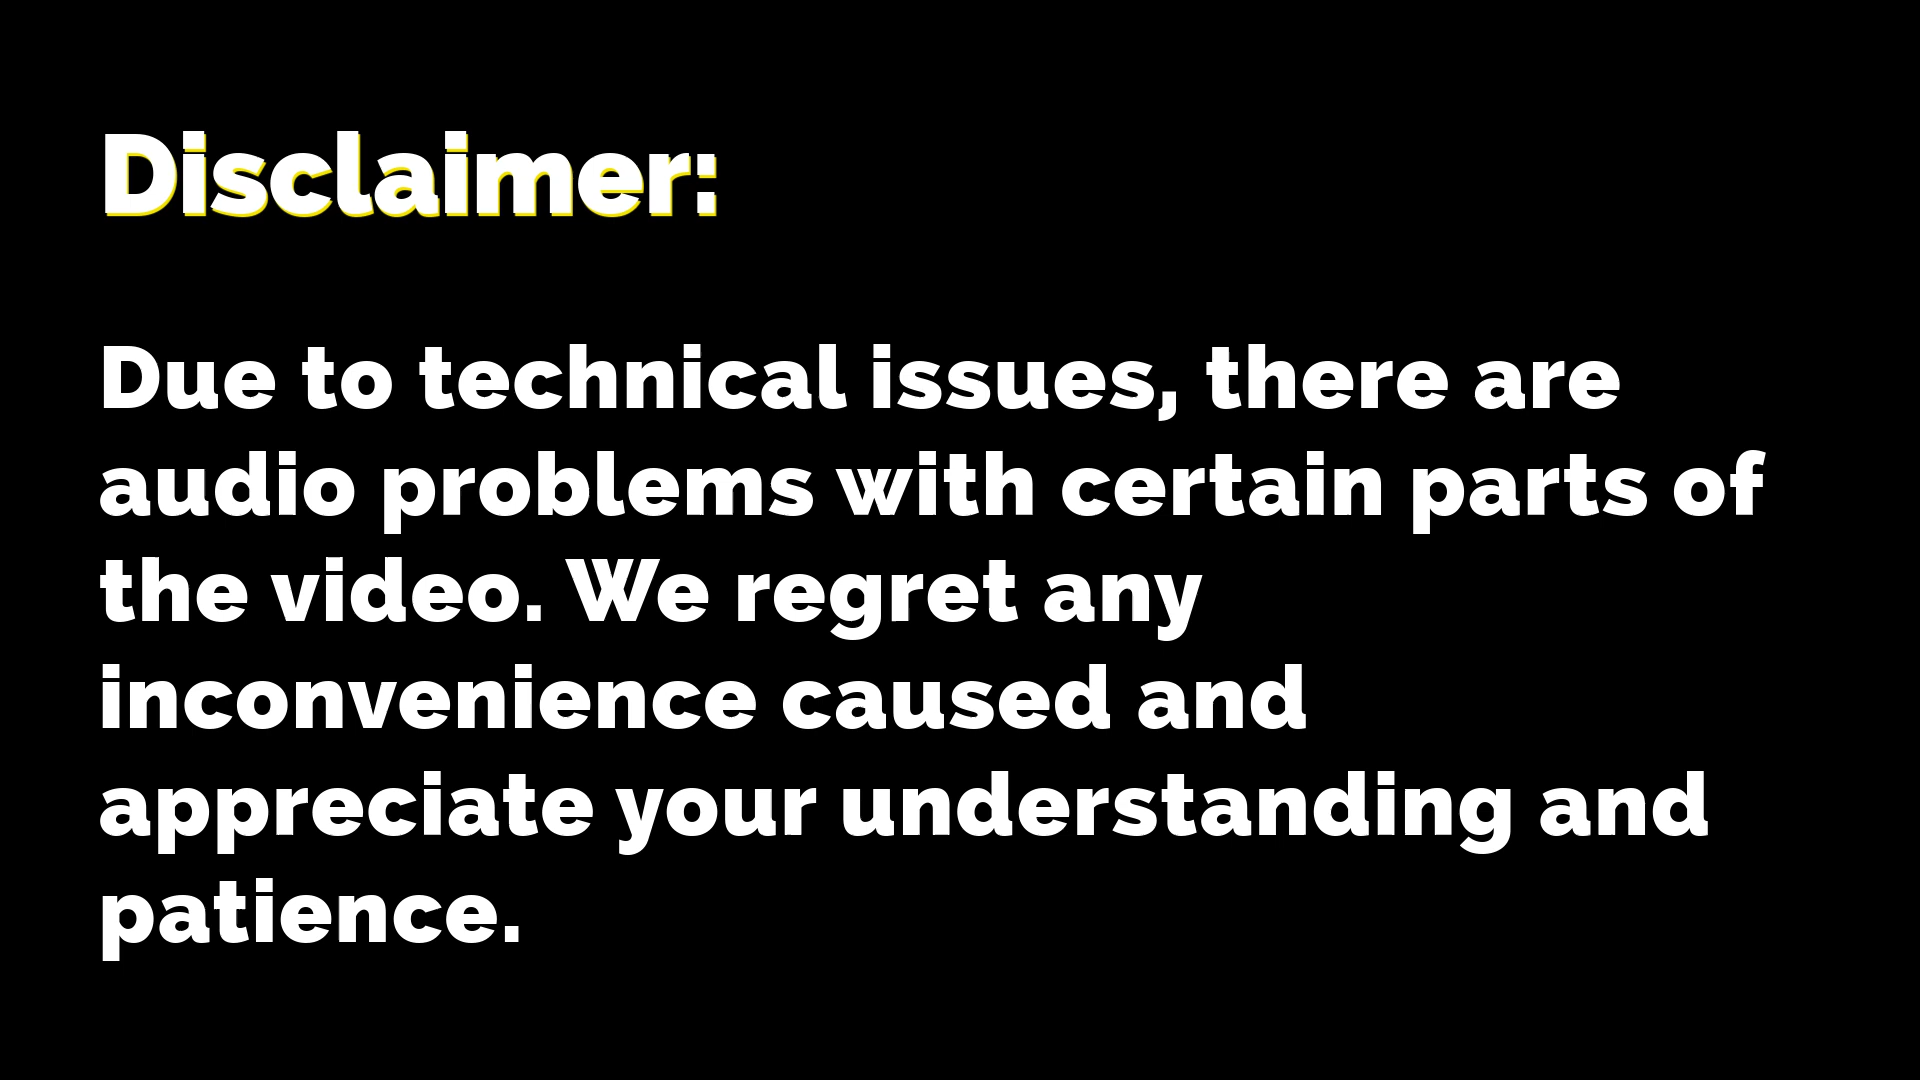 Disclaimer:
Due to technical issues, there are
audio problems with certain parts of
the video. We regret any
inconvenience caused and
appreciate your understanding and
patience.